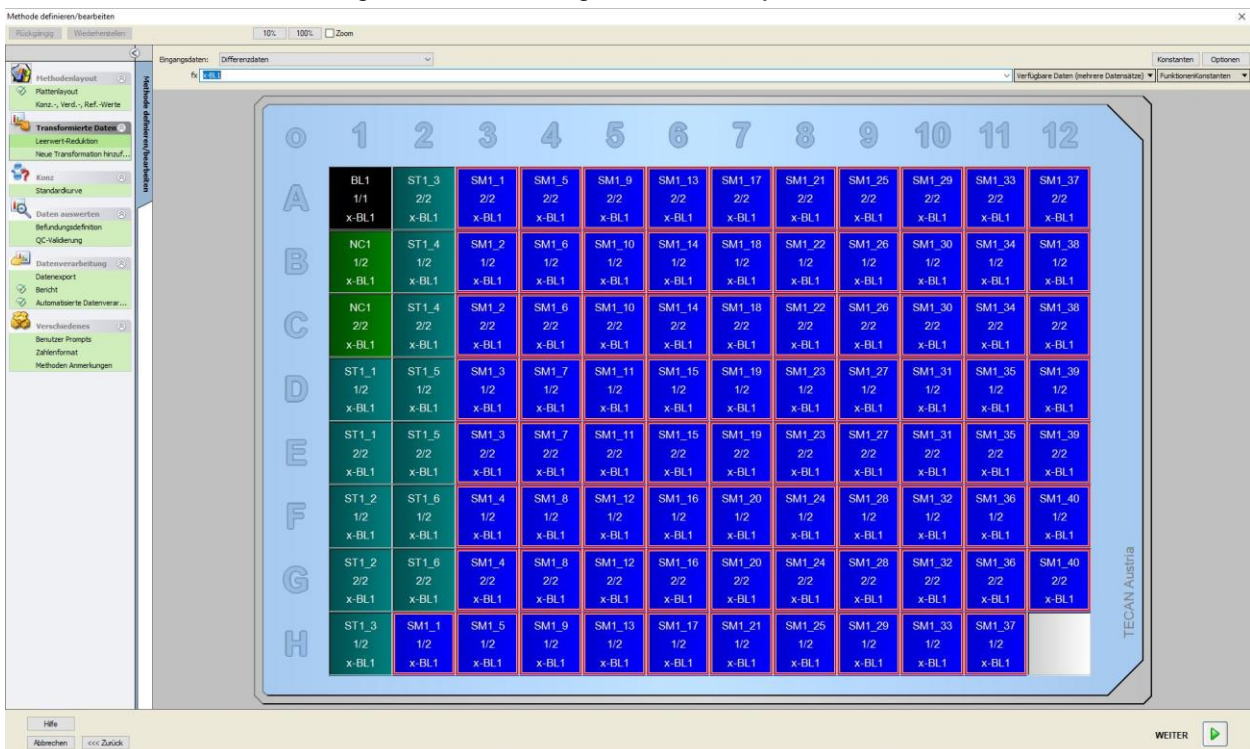 Methode definieren/bearbeiten
Rückgängig Wiederherstellen 10% 100% Zoom
Eingangsdaten: Differenzdaten Konstanten Optionen
fx x-BL1 Verfügbare Daten (mehrere Datensätze) Funktionen Konstanten
Methode definieren/bearbeiten
Methodenlayout
Plattenlayout
Konz.-, Verd.-, Ref.-Werte
Transformierte Daten
Leerwert-Reduktion
Neue Transformation hinzuf...
Konz
Standardkurve
Daten auswerten
Befundungsdefinition
QC-Validierung
Datenverarbeitung
Datenexport
Bericht
Automatisierte Datenverar...
Verschiedenes
Benutzer Prompts
Zahlenformat
Methoden Anmerkungen
1 2 3 4 5 6 7 8 9 10 11 12
A
BL1 ST1_3 SM1_1 SM1_5 SM1_9 SM1_13 SM1_17 SM1_21 SM1_25 SM1_29 SM1_33 SM1_37
1/1 2/2 2/2 2/2 2/2 2/2 2/2 2/2 2/2 2/2 2/2 2/2
x-BL1 x-BL1 x-BL1 x-BL1 x-BL1 x-BL1 x-BL1 x-BL1 x-BL1 x-BL1 x-BL1 x-BL1
B
NC1 ST1_4 SM1_2 SM1_6 SM1_10 SM1_14 SM1_18 SM1_22 SM1_26 SM1_30 SM1_34 SM1_38
1/2 1/2 1/2 1/2 1/2 1/2 1/2 1/2 1/2 1/2 1/2 1/2
x-BL1 x-BL1 x-BL1 x-BL1 x-BL1 x-BL1 x-BL1 x-BL1 x-BL1 x-BL1 x-BL1 x-BL1
C
NC1 ST1_4 SM1_2 SM1_6 SM1_10 SM1_14 SM1_18 SM1_22 SM1_26 SM1_30 SM1_34 SM1_38
2/2 2/2 2/2 2/2 2/2 2/2 2/2 2/2 2/2 2/2 2/2 2/2
x-BL1 x-BL1 x-BL1 x-BL1 x-BL1 x-BL1 x-BL1 x-BL1 x-BL1 x-BL1 x-BL1 x-BL1
D
ST1_1 ST1_5 SM1_3 SM1_7 SM1_11 SM1_15 SM1_19 SM1_23 SM1_27 SM1_31 SM1_35 SM1_39
1/2 1/2 1/2 1/2 1/2 1/2 1/2 1/2 1/2 1/2 1/2 1/2
x-BL1 x-BL1 x-BL1 x-BL1 x-BL1 x-BL1 x-BL1 x-BL1 x-BL1 x-BL1 x-BL1 x-BL1
E
ST1_1 ST1_5 SM1_3 SM1_7 SM1_11 SM1_15 SM1_19 SM1_23 SM1_27 SM1_31 SM1_35 SM1_39
2/2 2/2 2/2 2/2 2/2 2/2 2/2 2/2 2/2 2/2 2/2 2/2
x-BL1 x-BL1 x-BL1 x-BL1 x-BL1 x-BL1 x-BL1 x-BL1 x-BL1 x-BL1 x-BL1 x-BL1
F
ST1_2 ST1_6 SM1_4 SM1_8 SM1_12 SM1_16 SM1_20 SM1_24 SM1_28 SM1_32 SM1_36 SM1_40
1/2 1/2 1/2 1/2 1/2 1/2 1/2 1/2 1/2 1/2 1/2 1/2
x-BL1 x-BL1 x-BL1 x-BL1 x-BL1 x-BL1 x-BL1 x-BL1 x-BL1 x-BL1 x-BL1 x-BL1
G
ST1_2 ST1_6 SM1_4 SM1_8 SM1_12 SM1_16 SM1_20 SM1_24 SM1_28 SM1_32 SM1_36 SM1_40
2/2 2/2 2/2 2/2 2/2 2/2 2/2 2/2 2/2 2/2 2/2 2/2
x-BL1 x-BL1 x-BL1 x-BL1 x-BL1 x-BL1 x-BL1 x-BL1 x-BL1 x-BL1 x-BL1 x-BL1
H
ST1_3 SM1_1 SM1_5 SM1_9 SM1_13 SM1_17 SM1_21 SM1_25 SM1_29 SM1_33 SM1_37
1/2 1/2 1/2 1/2 1/2 1/2 1/2 1/2 1/2 1/2 1/2
x-BL1 x-BL1 x-BL1 x-BL1 x-BL1 x-BL1 x-BL1 x-BL1 x-BL1 x-BL1 x-BL1
TECAN Austria
Hilfe
Abbrechen <<< Zurück
WEITER